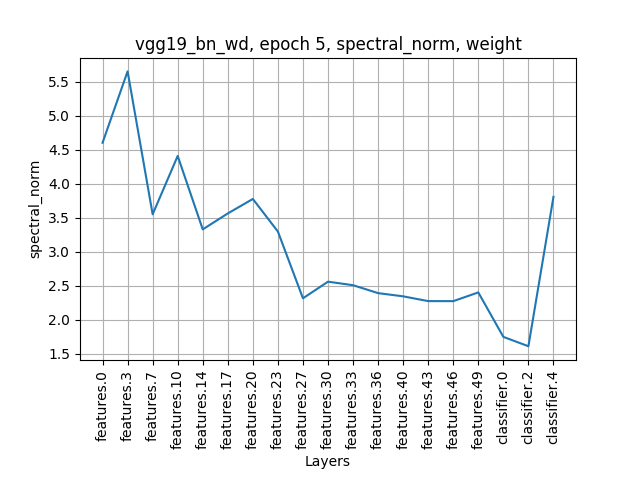 vgg19_bn_wd, epoch 5, spectral_norm, weight
spectral_norm
5.5
5.0
4.5
4.0
3.5
3.0
2.5
2.0
1.5
features.0
features.3
features.7
features.10
features.14
features.17
features.20
features.23
features.27
features.30
features.33
features.36
features.40
features.43
features.46
features.49
classifier.0
classifier.2
classifier.4
Layers